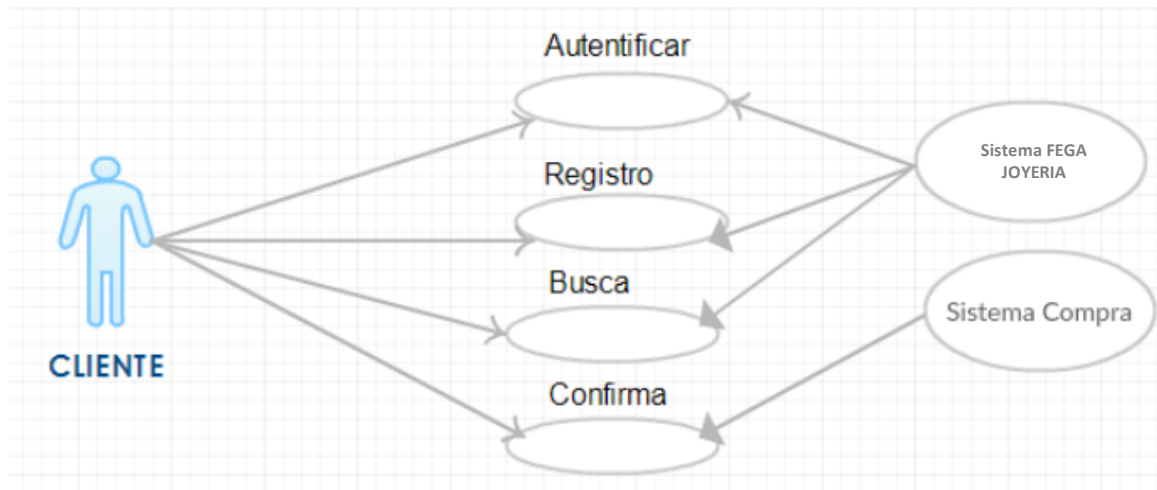 Autentificar
Registro
Busca
Confirma
CLIENTE
Sistema FEGA
JOYERIA
Sistema Compra